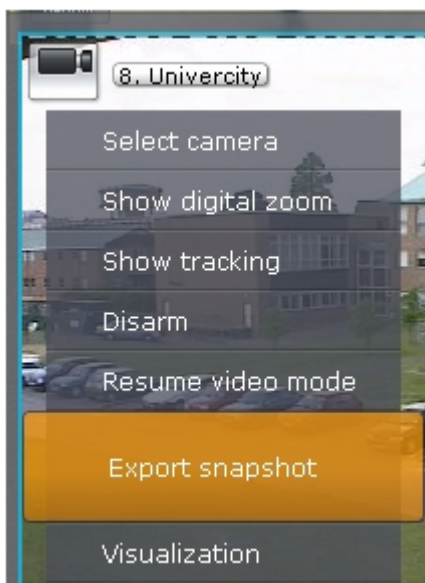 8. Univercity
Select camera
Show digital zoom
Show tracking
Disarm
Resume video mode
Export snapshot
Visualization